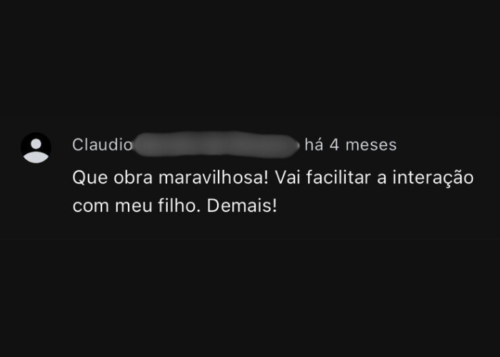 Claudio há 4 meses
Que obra maravilhosa! Vai facilitar a interação
com meu filho. Demais!